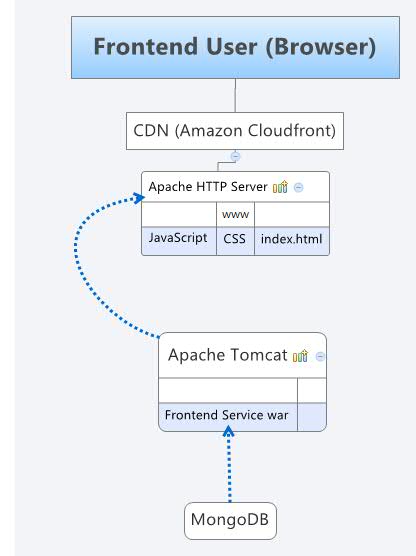 Frontend User (Browser)
CDN (Amazon Cloudfront)
Apache HTTP Server
www
JavaScript CSS index.html
Apache Tomcat
Frontend Service war
MongoDB